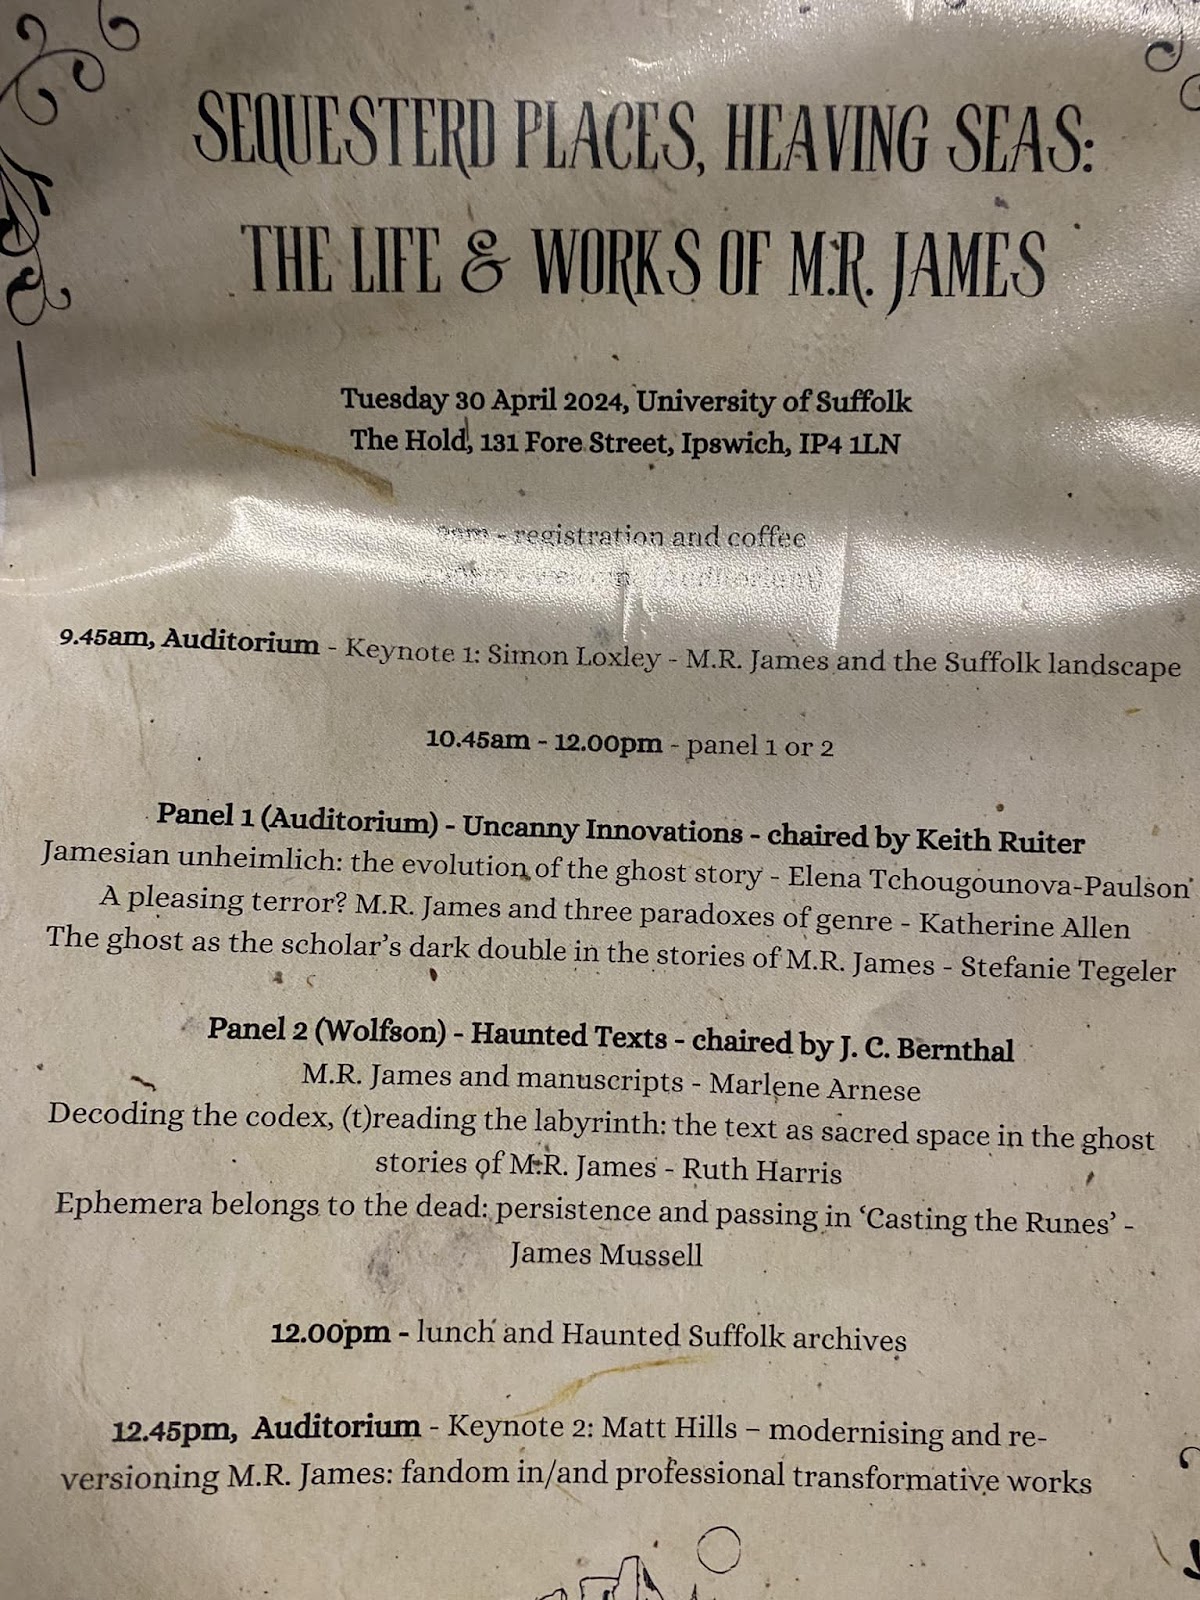 SEQUESTERD PLACES, HEAVING SEAS:
THE LIFE & WORKS OF M.R. JAMES
Tuesday 30 April 2024, University of Suffolk
The Hold, 131 Fore Street, Ipswich, IP4 1LN
- registration and coffee
(Auditorium)
9.45am, Auditorium - Keynote 1: Simon Loxley - M.R. James and the Suffolk landscape
10.45am - 12.00pm - panel 1 or 2
Panel 1 (Auditorium) - Uncanny Innovations - chaired by Keith Ruiter
Jamesian unheimlich: the evolution of the ghost story - Elena Tchougounova-Paulson
A pleasing terror? M.R. James and three paradoxes of genre - Katherine Allen
The ghost as the scholar's dark double in the stories of M.R. James - Stefanie Tegeler
Panel 2 (Wolfson) - Haunted Texts - chaired by J. C. Bernthal
M.R. James and manuscripts - Marlene Arnese
Decoding the codex, (t)reading the labyrinth: the text as sacred space in the ghost
stories of M.R. James - Ruth Harris
Ephemera belongs to the dead: persistence and passing in ‘Casting the Runes’ -
James Mussell
12.00pm - lunch and Haunted Suffolk archives
12.45pm, Auditorium - Keynote 2: Matt Hills – modernising and re-
versioning M.R. James: fandom in/and professional transformative works